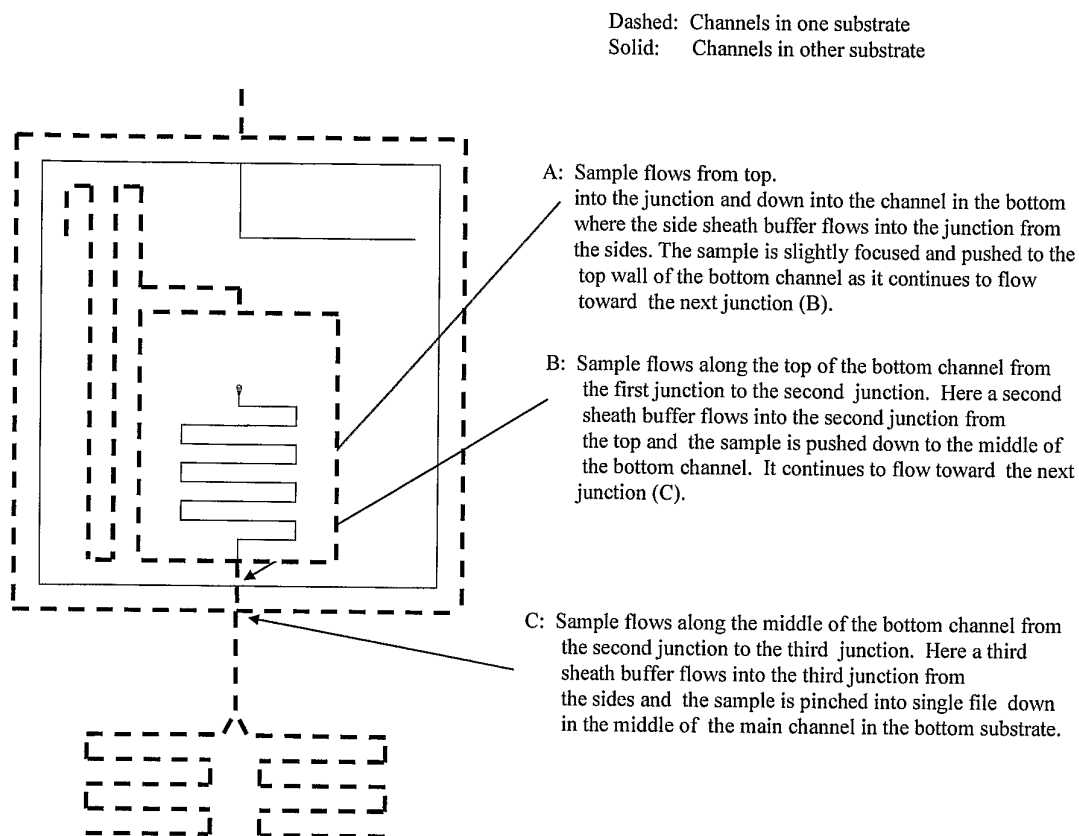 Dashed: Channels in one substrate
Solid: Channels in other substrate
A: Sample flows from top.
into the junction and down into the channel in the bottom
where the side sheath buffer flows into the junction from
the sides. The sample is slightly focused and pushed to the
top wall of the bottom channel as it continues to flow
toward the next junction (B).
B: Sample flows along the top of the bottom channel from
the first junction to the second junction. Here a second
sheath buffer flows into the second junction from
the top and the sample is pushed down to the middle of
the bottom channel. It continues to flow toward the next
junction (C).
C: Sample flows along the middle of the bottom channel from
the second junction to the third junction. Here a third
sheath buffer flows into the third junction from
the sides and the sample is pinched into single file down
in the middle of the main channel in the bottom substrate.